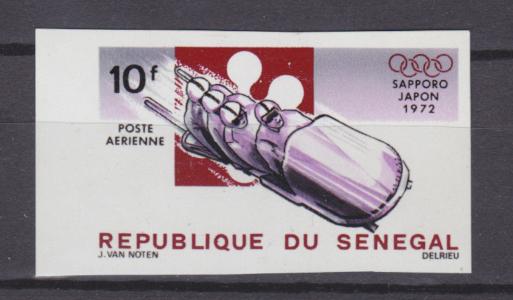 10f
SAPPORO
JAPON
1972
POSTE
AERIENNE
REPUBLIQUE DU SENEGAL
J. VAN NOTEN DELRIEU